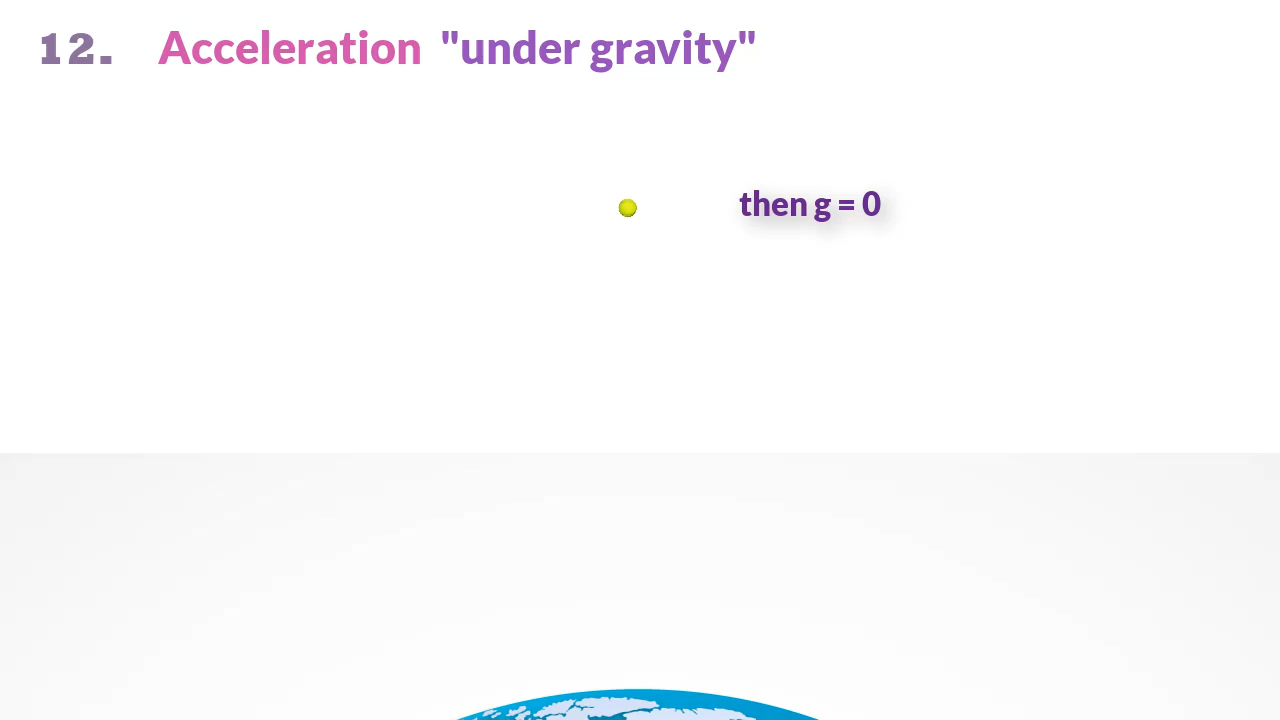 12. Acceleration "under gravity"
then g = 0